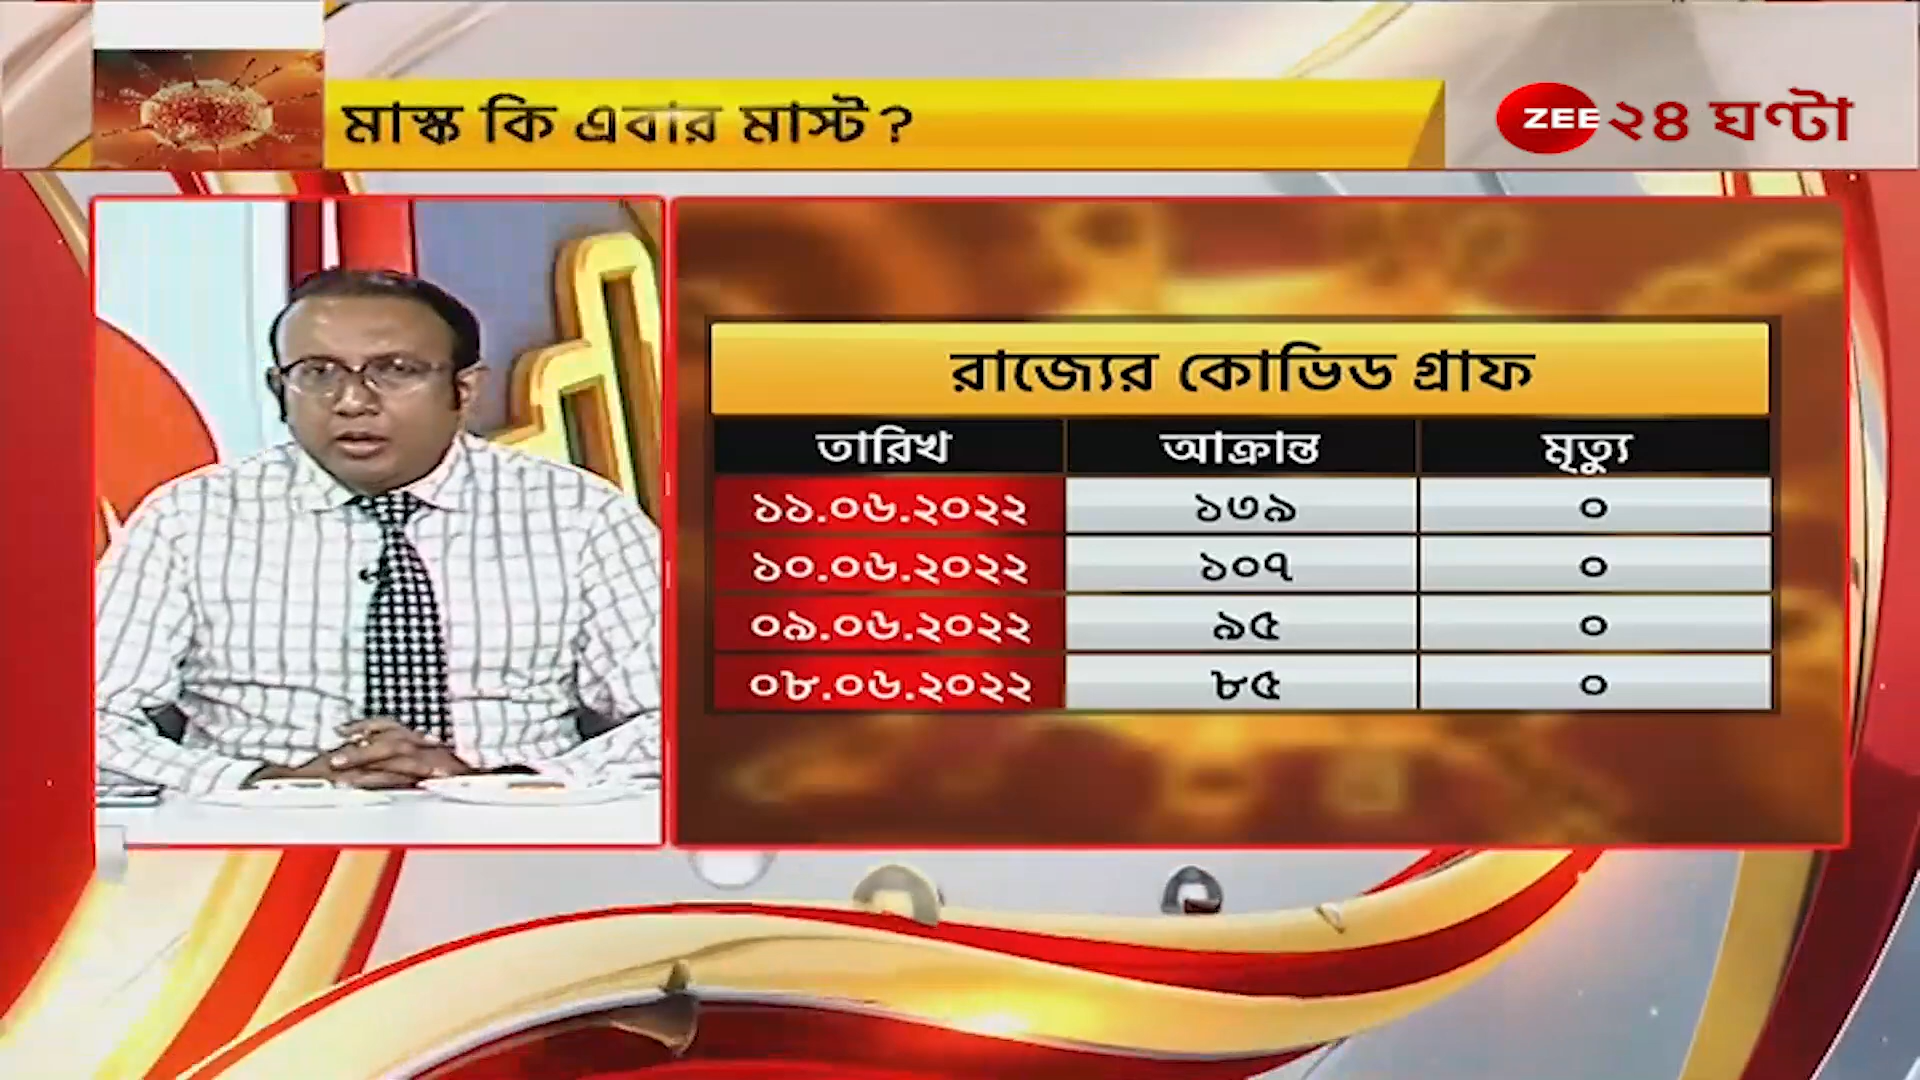 মাস্ক কি এবার মাস্ট?
ZEE ২৪ ঘণ্টা
রাজ্যের কোভিড গ্রাফ
তারিখ আক্রান্ত মৃত্যু
১১.০৬.২০২২ ১৩৯ ০
১০.০৬.২০২২ ১০৭ ০
০৯.০৬.২০২২ ৯৫ ০
০৮.০৬.২০২২ ৮৫ ০